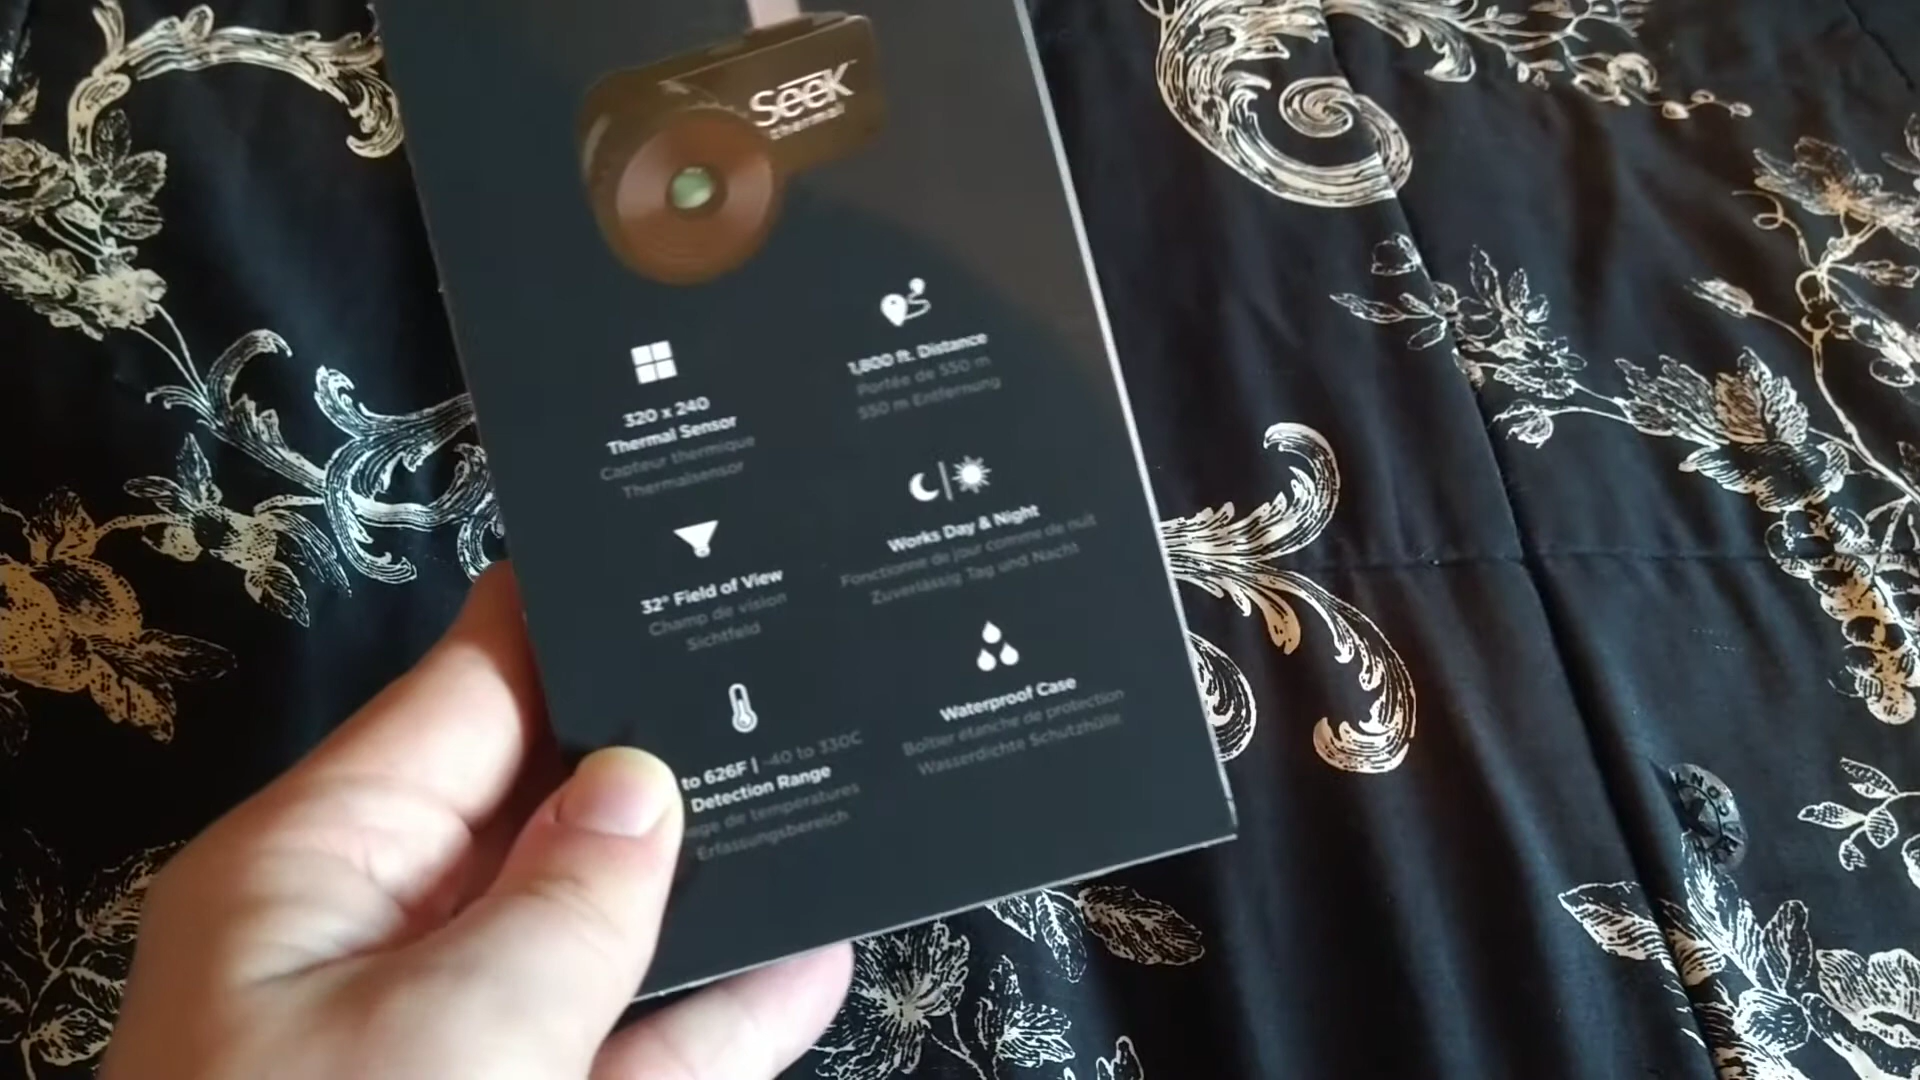 Seek
thermal
320 x 240
Thermal Sensor
Capteur thermique
Thermalsensor
32° Field of View
Champ de vision
Sichtfeld
to 626F | -40 to 330C
Detection Range
de températures
Erfassungsbereich
1,800 ft. Distance
Portée de 550 m
550 m Entfernung
Works Day & Night
Fonctionne de jour comme de nuit
Zuverlässig Tag und Nacht
Waterproof Case
Boîtier étanche de protection
Wasserdichte Schutzhülle